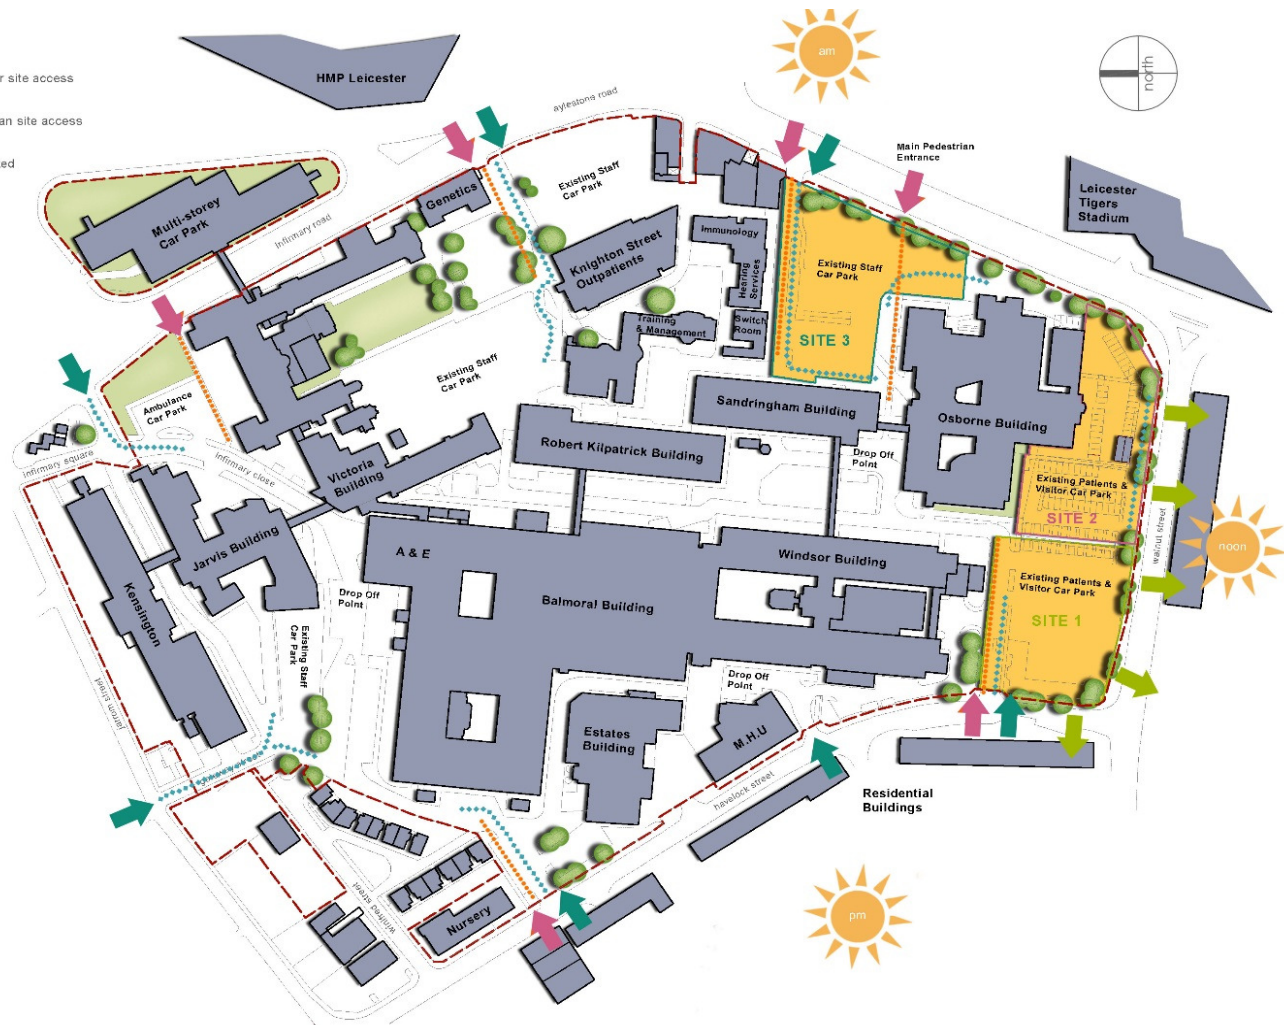 am
r site access
HMP Leicester
north
aylestone road
an site access
Main Pedestrian
Entrance
Existing Staff
Car Park
Leicester
Tigers
Stadium
Genetics
Multi-storey
Car Park
infirmary road
Immunology
Knighton Street
Outpatients
Hearing
Services
Existing Staff
Car Park
Training
& Management
Switch
Room
SITE 3
Existing Staff
Car Park
Ambulance
Car Park
Sandringham Building
Osborne Building
Robert Kilpatrick Building
Drop Off
Point
infirmary square
infirmary close
Victoria
Building
Existing Patients &
Visitor Car Park
SITE 2
walnut street
noon
Jarvis Building
A & E
Windsor Building
Kensington
Drop Off
Point
Balmoral Building
Existing Patients &
Visitor Car Park
SITE 1
Existing Staff
Car Park
jarrom street
Drop Off
Point
Estates
Building
M.H.U
havelock street
Residential
Buildings
winifred street
Nursery
pm